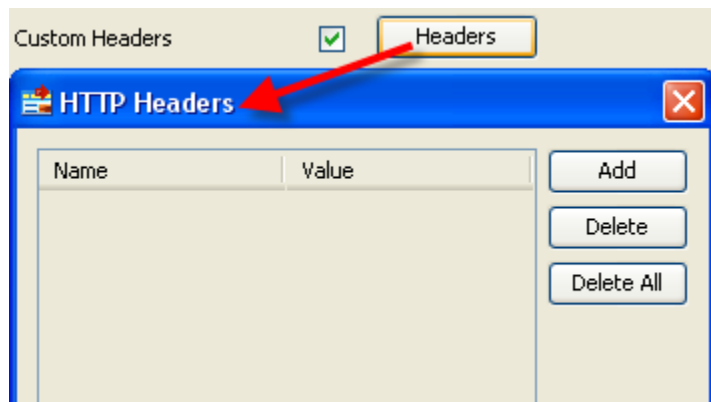 Custom Headers Headers
HTTP Headers
Name Value Add
Delete
Delete All